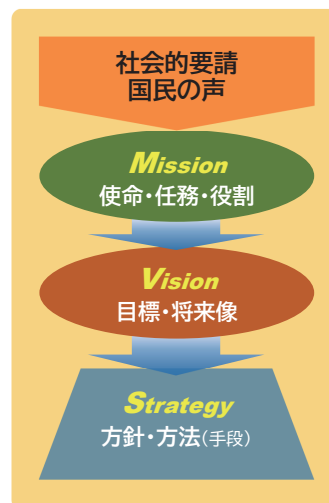 社会的要請
国民の声
Mission
使命・任務・役割
Vision
目標・将来像
Strategy
方針・方法(手段)